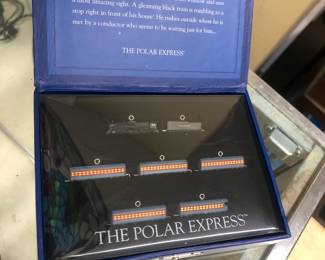 a most amazing sight. A gleaming black train is rumbling to a
stop right in front of his house! He rushes outside where he is
met by a conductor who seems to be waiting just for him...
THE POLAR EXPRESS™
THE POLAR EXPRESS™